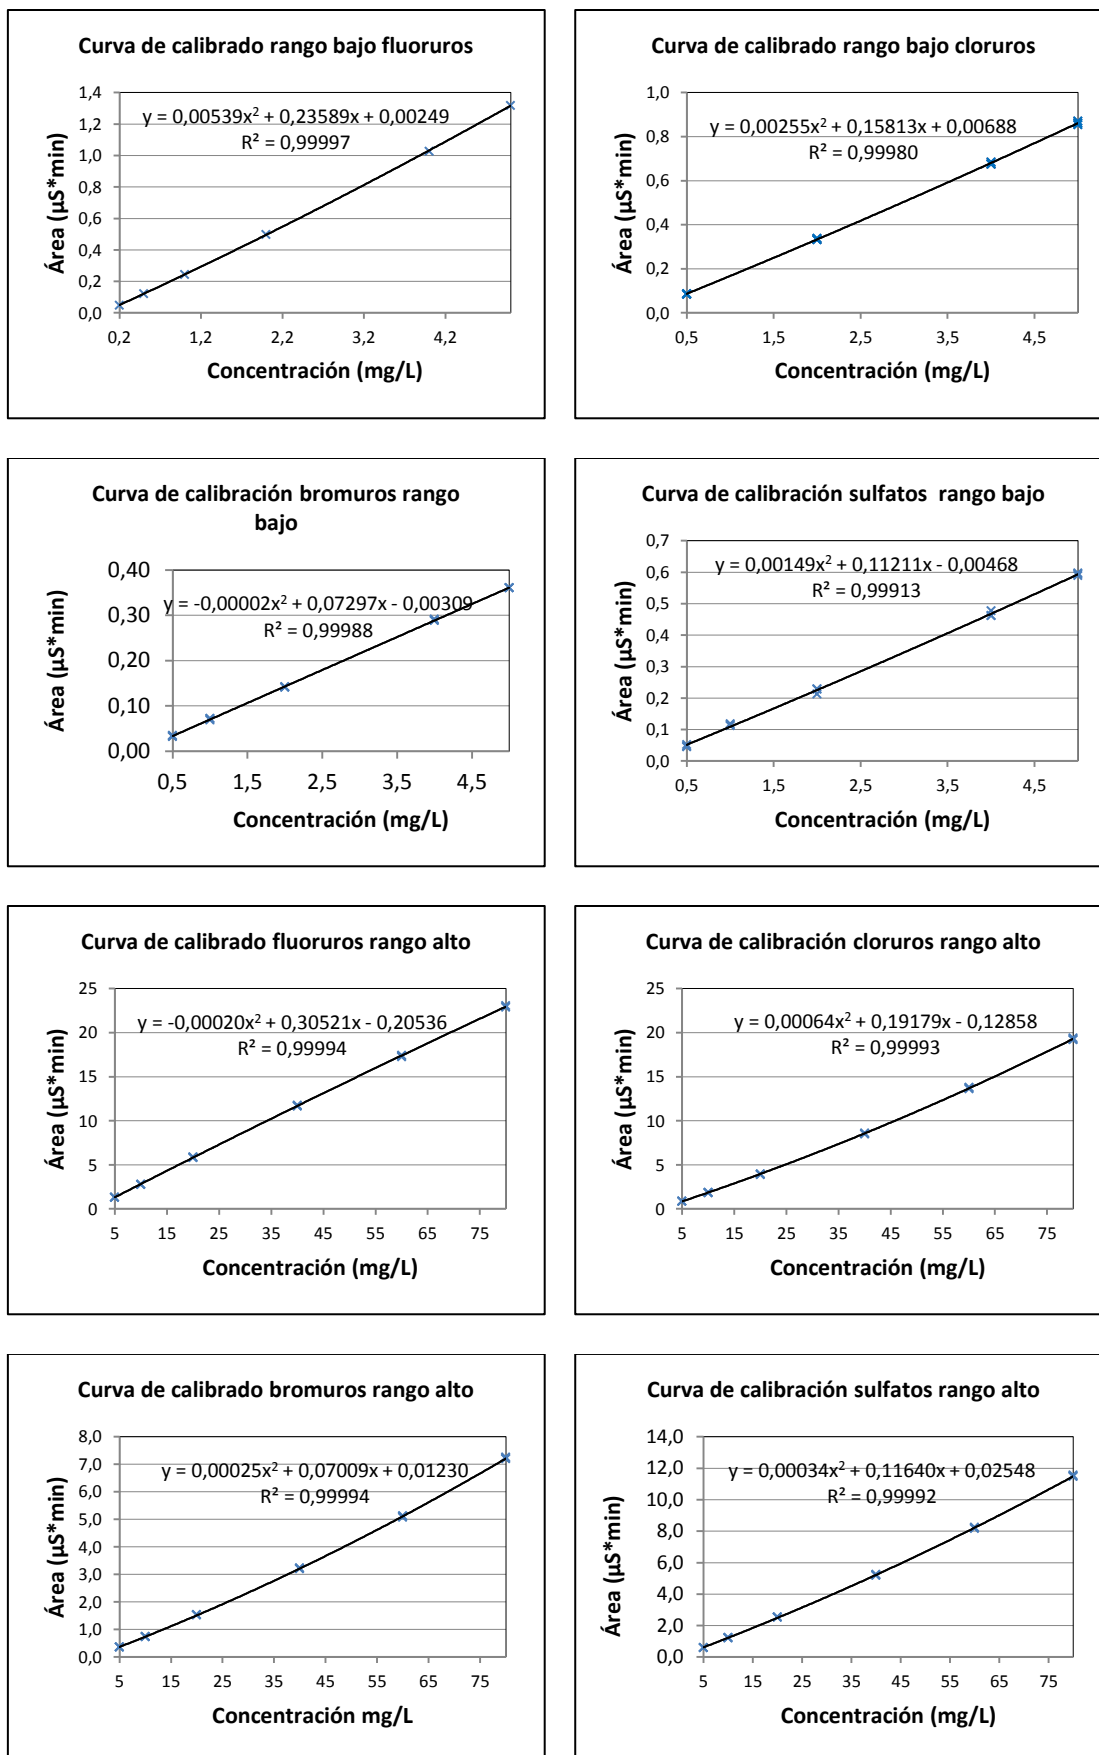 Curva de calibrado rango bajo fluoruros
1,4
1,2
1,0
0,8
0,6
0,4
0,2
0,0
y = 0,00539x² + 0,23589x + 0,00249
R² = 0,99997
0,2 1,2 2,2 3,2 4,2
Área (µS*min)
Concentración (mg/L)
Curva de calibrado rango bajo cloruros
1,0
0,8
0,6
0,4
0,2
0,0
y = 0,00255x² + 0,15813x + 0,00688
R² = 0,99980
0,5 1,5 2,5 3,5 4,5
Área (µS*min)
Concentración (mg/L)
Curva de calibración bromuros rango
bajo
0,40
0,30
0,20
0,10
0,00
y = -0,00002x² + 0,07297x - 0,00309
R² = 0,99988
0,5 1,5 2,5 3,5 4,5
Área (µS*min)
Concentración (mg/L)
Curva de calibración sulfatos rango bajo
0,7
0,6
0,5
0,4
0,3
0,2
0,1
0,0
y = 0,00149x² + 0,11211x - 0,00468
R² = 0,99913
0,5 1,5 2,5 3,5 4,5
Área (µS*min)
Concentración (mg/L)
Curva de calibrado fluoruros rango alto
25
20
15
10
5
0
y = -0,00020x² + 0,30521x - 0,20536
R² = 0,99994
5 15 25 35 45 55 65 75
Área (µS*min)
Concentración (mg/L)
Curva de calibración cloruros rango alto
25
20
15
10
5
0
y = 0,00064x² + 0,19179x - 0,12858
R² = 0,99993
5 15 25 35 45 55 65 75
Área (µS*min)
Concentración (mg/L)
Curva de calibrado bromuros rango alto
8,0
7,0
6,0
5,0
4,0
3,0
2,0
1,0
0,0
y = 0,00025x² + 0,07009x + 0,01230
R² = 0,99994
5 15 25 35 45 55 65 75
Área (µS*min)
Concentración mg/L
Curva de calibración sulfatos rango alto
14,0
12,0
10,0
8,0
6,0
4,0
2,0
0,0
y = 0,00034x² + 0,11640x + 0,02548
R² = 0,99992
5 15 25 35 45 55 65 75
Área (µS*min)
Concentración (mg/L)